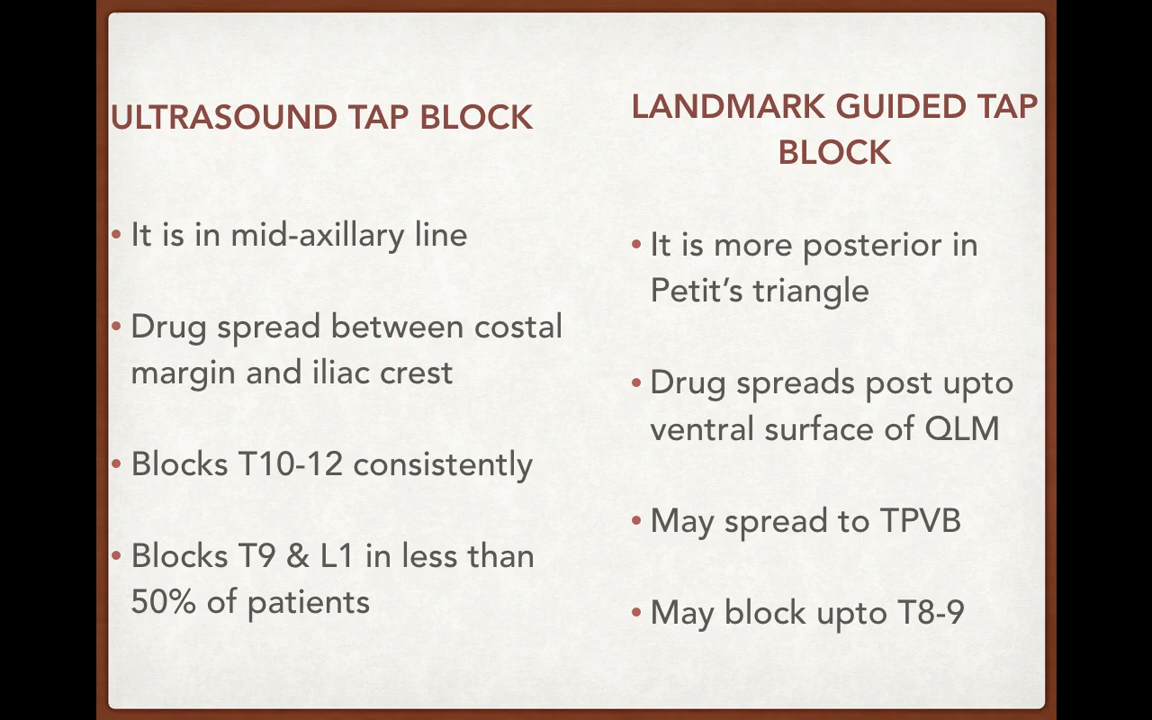 ULTRASOUND TAP BLOCK
• It is in mid-axillary line
• Drug spread between costal
margin and iliac crest
• Blocks T10-12 consistently
• Blocks T9 & L1 in less than
50% of patients
LANDMARK GUIDED TAP
BLOCK
• It is more posterior in
Petit’s triangle
• Drug spreads post upto
ventral surface of QLM
• May spread to TPVB
• May block upto T8-9